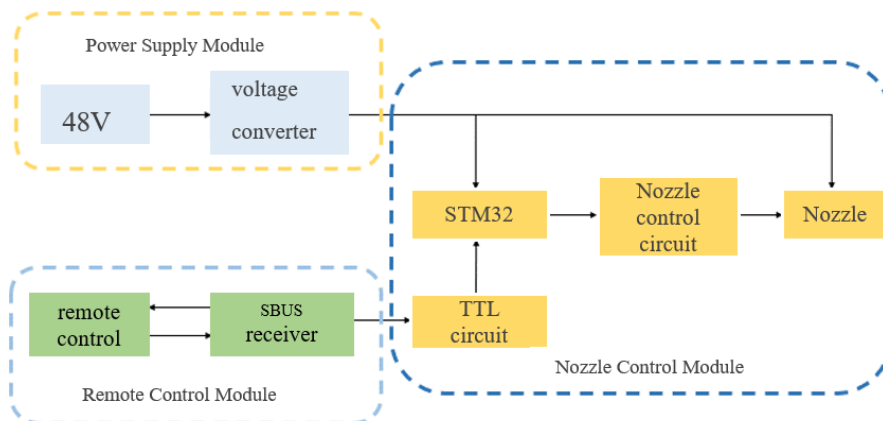 Power Supply Module
48V
voltage
converter
STM32
Nozzle
control
circuit
Nozzle
remote
control
SBUS
receiver
TTL
circuit
Nozzle Control Module
Remote Control Module